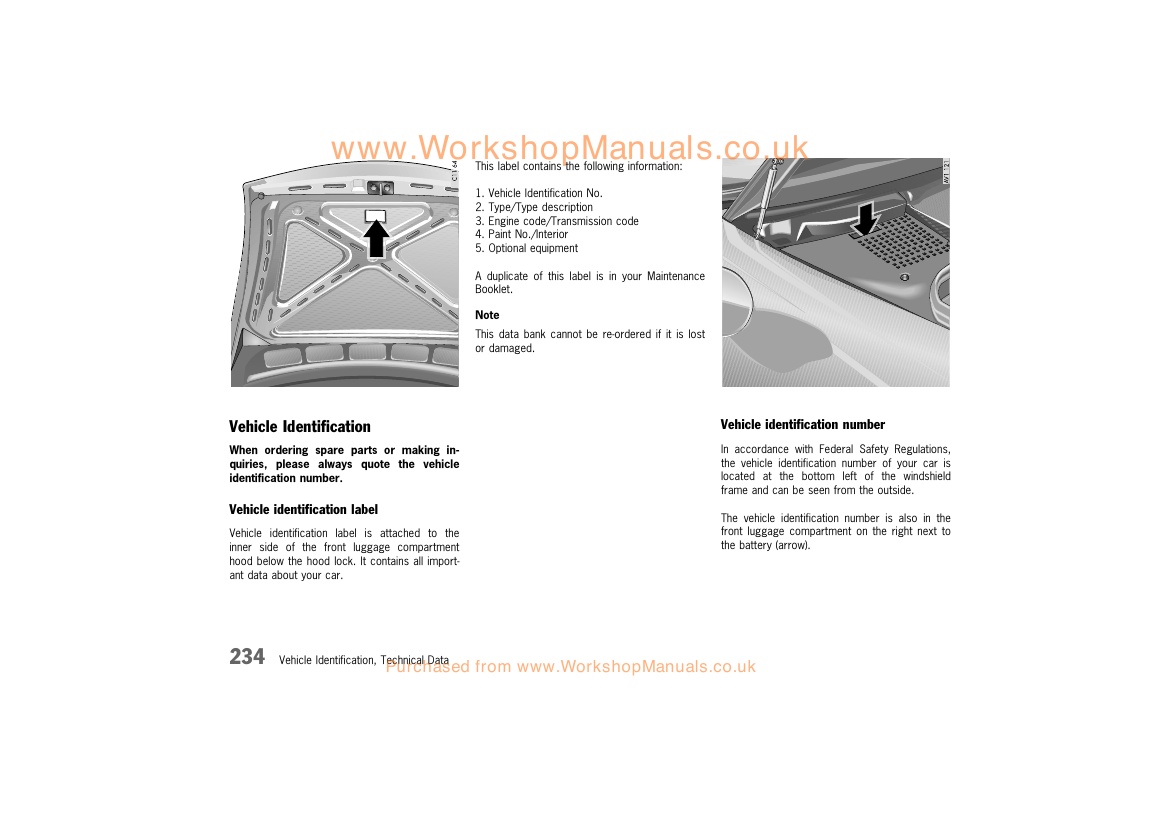 www.WorkshopManuals.co.uk
C11 64
Vehicle Identification
When ordering spare parts or making in-
quiries, please always quote the vehicle
identification number.
Vehicle identification label
Vehicle identification label is attached to the
inner side of the front luggage compartment
hood below the hood lock. It contains all import-
ant data about your car.
This label contains the following information:
1. Vehicle Identification No.
2. Type/Type description
3. Engine code/Transmission code
4. Paint No./Interior
5. Optional equipment
A duplicate of this label is in your Maintenance
Booklet.
Note
This data bank cannot be re-ordered if it is lost
or damaged.
Vehicle identification number
In accordance with Federal Safety Regulations,
the vehicle identification number of your car is
located at the bottom left of the windshield
frame and can be seen from the outside.
The vehicle identification number is also in the
front luggage compartment on the right next to
the battery (arrow).
234 Vehicle Identification, Technical Data
Purchased from www.WorkshopManuals.co.uk